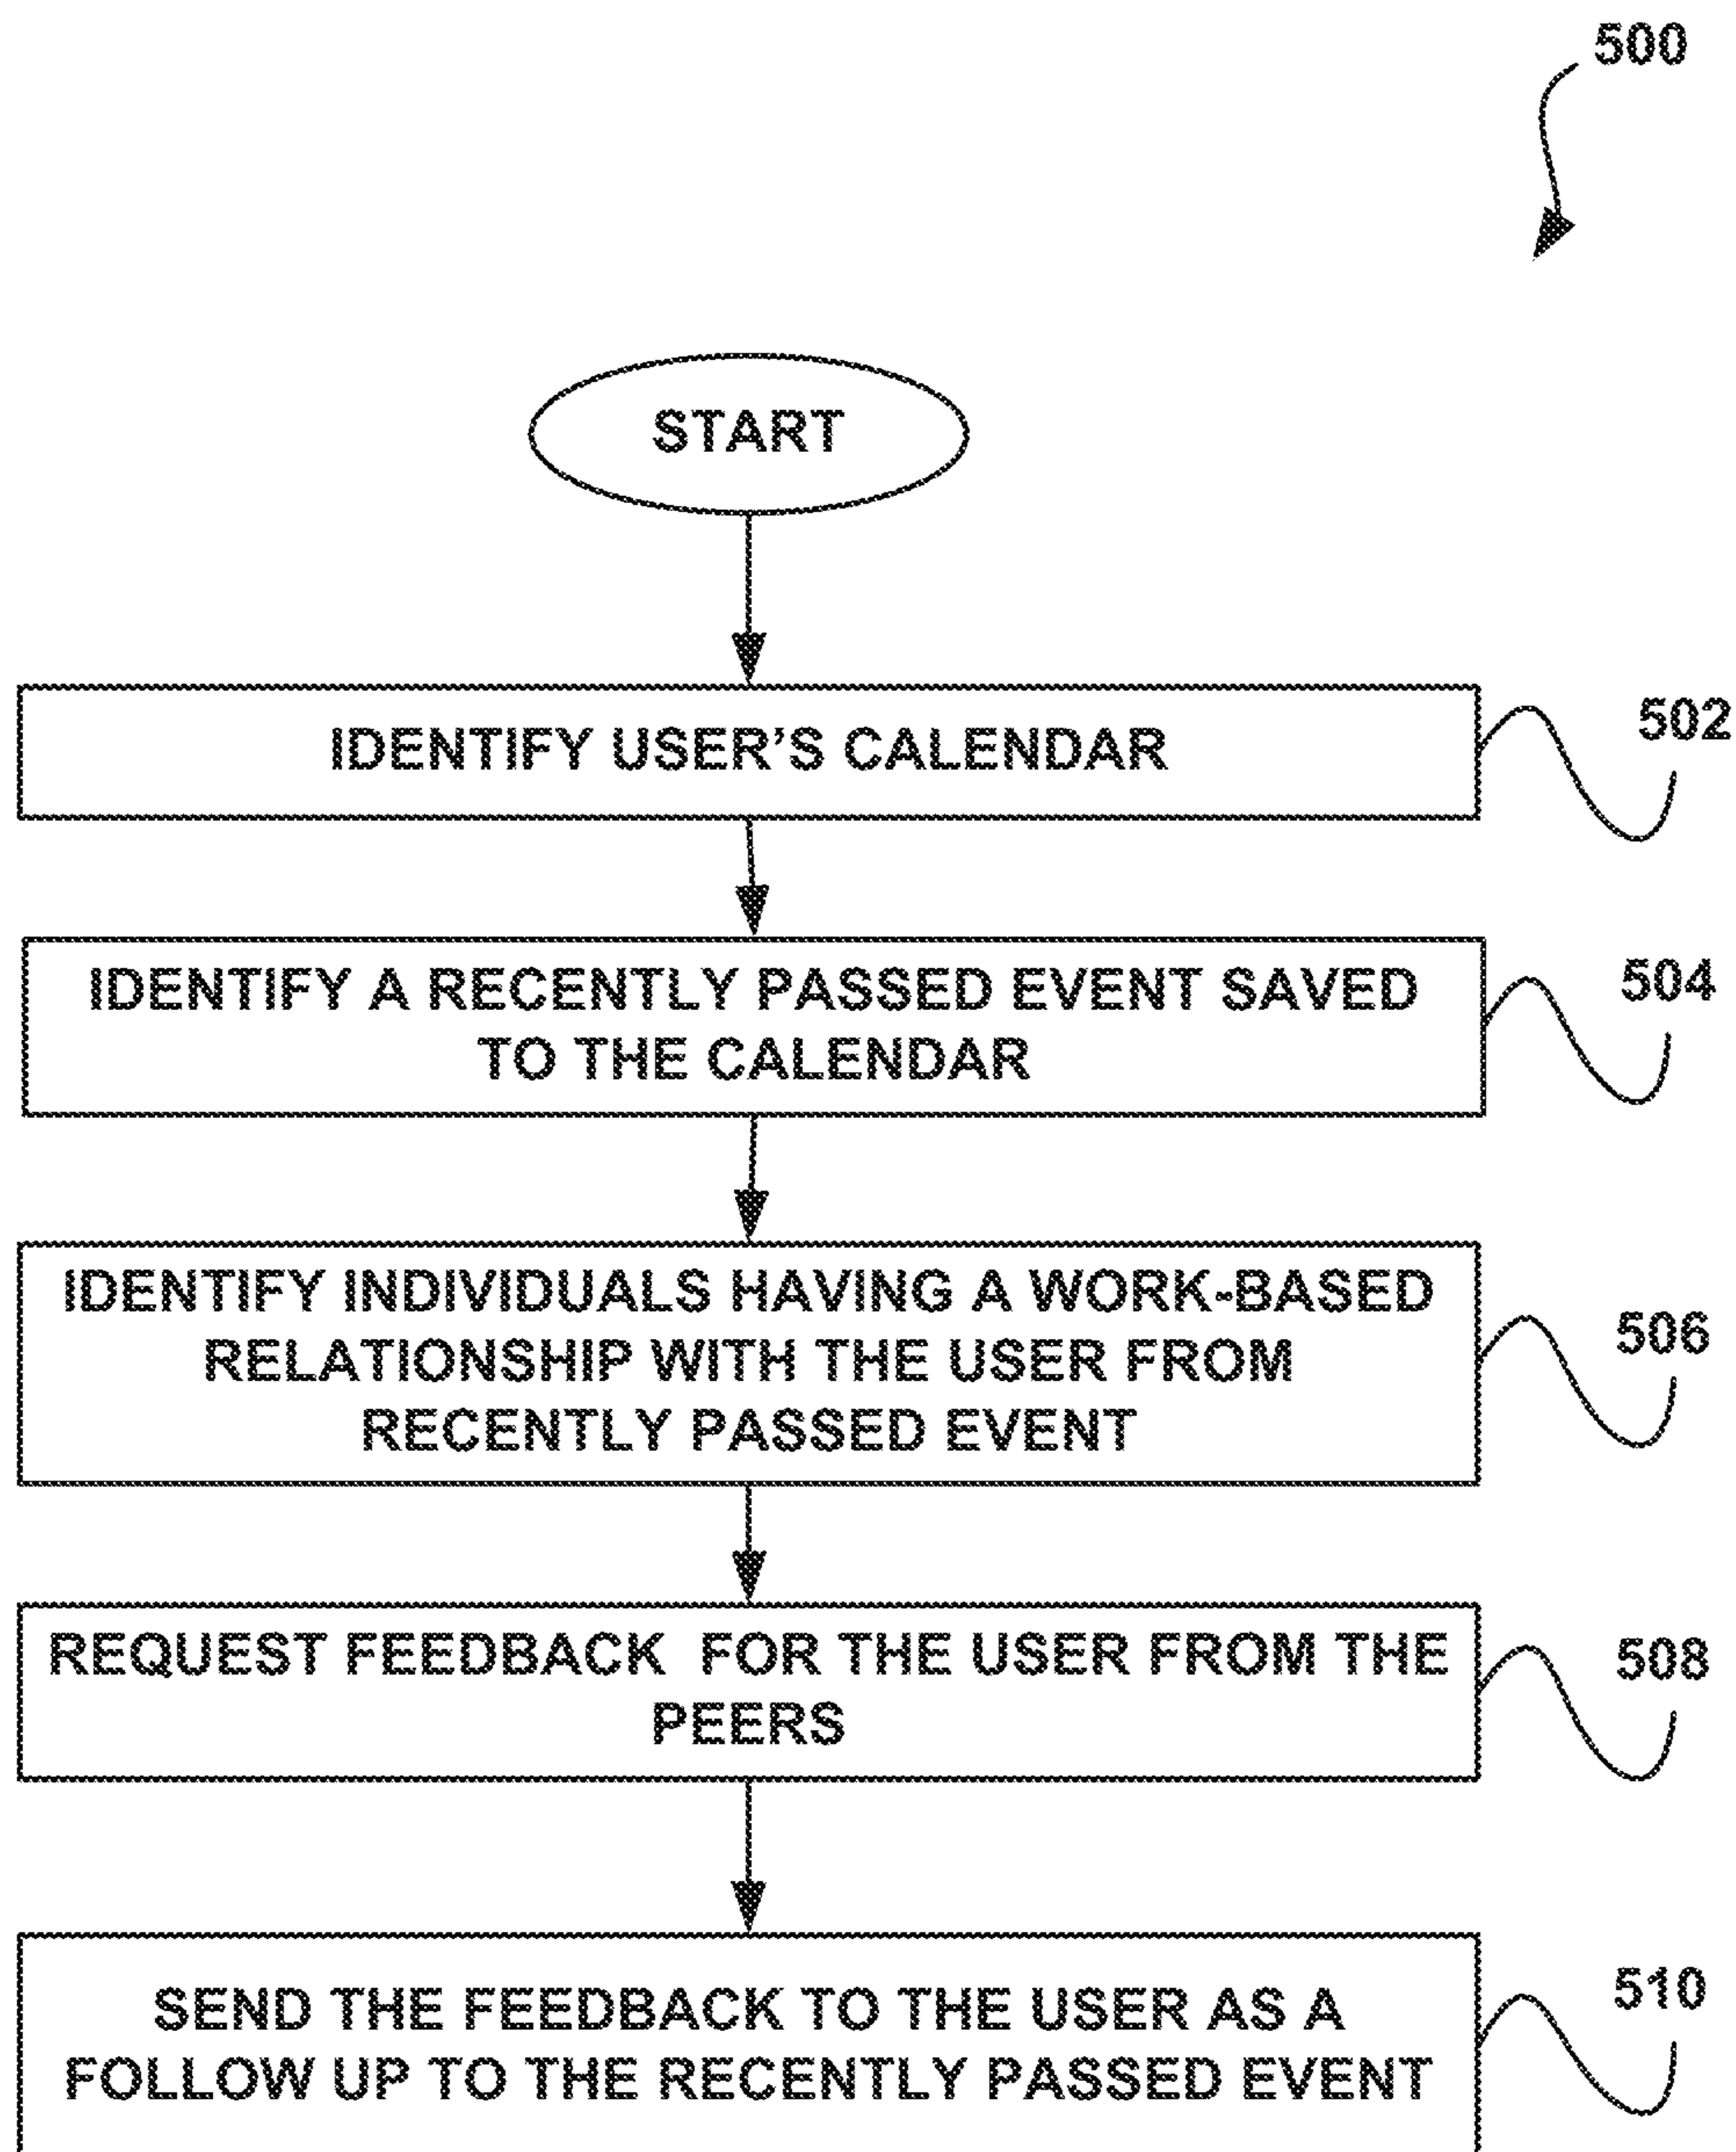 500
START
IDENTIFY USER'S CALENDAR
502
IDENTIFY A RECENTLY PASSED EVENT SAVED
TO THE CALENDAR
504
IDENTIFY INDIVIDUALS HAVING A WORK-BASED
RELATIONSHIP WITH THE USER FROM
RECENTLY PASSED EVENT
506
REQUEST FEEDBACK FOR THE USER FROM THE
PEERS
508
SEND THE FEEDBACK TO THE USER AS A
FOLLOW UP TO THE RECENTLY PASSED EVENT
510